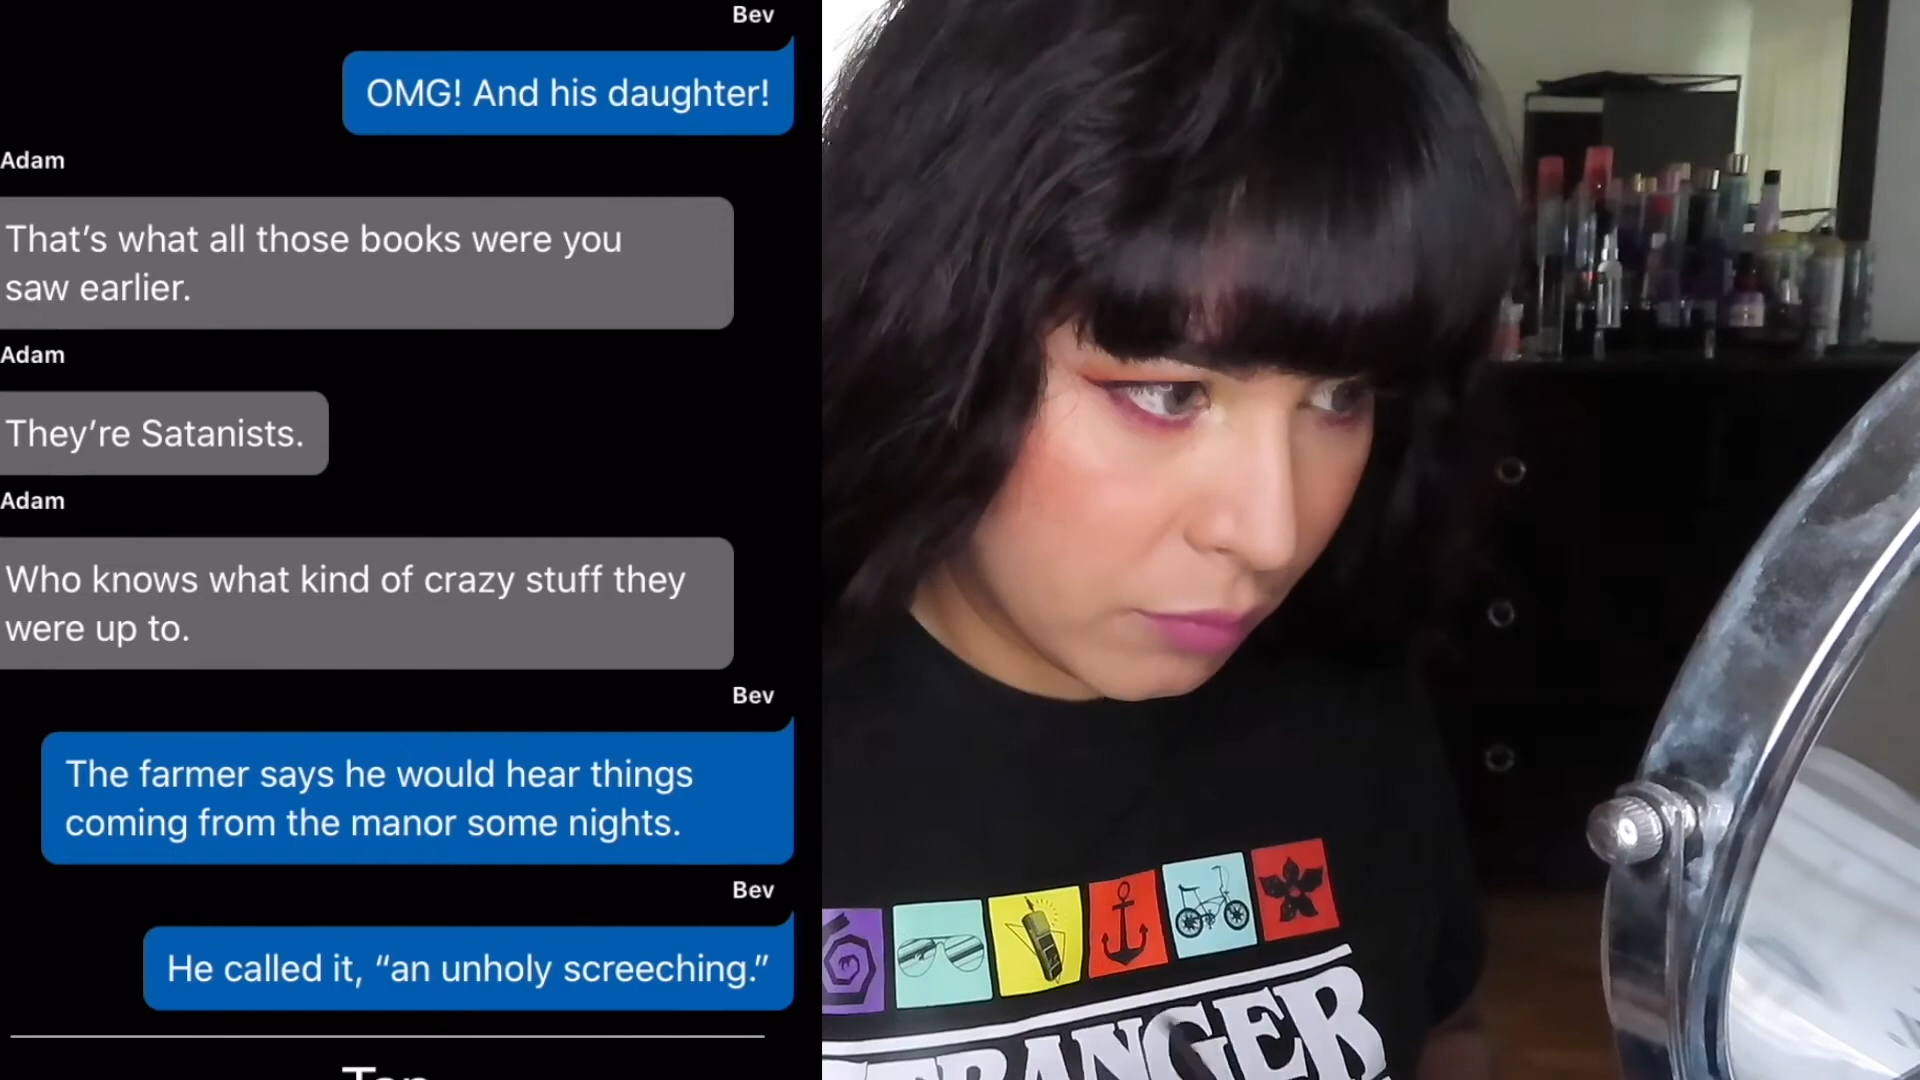 Bev
OMG! And his daughter!
Adam
That’s what all those books were you
saw earlier.
Adam
They’re Satanists.
Adam
Who knows what kind of crazy stuff they
were up to.
Bev
The farmer says he would hear things
coming from the manor some nights.
Bev
He called it, “an unholy screeching.”
Tap
STRANGER